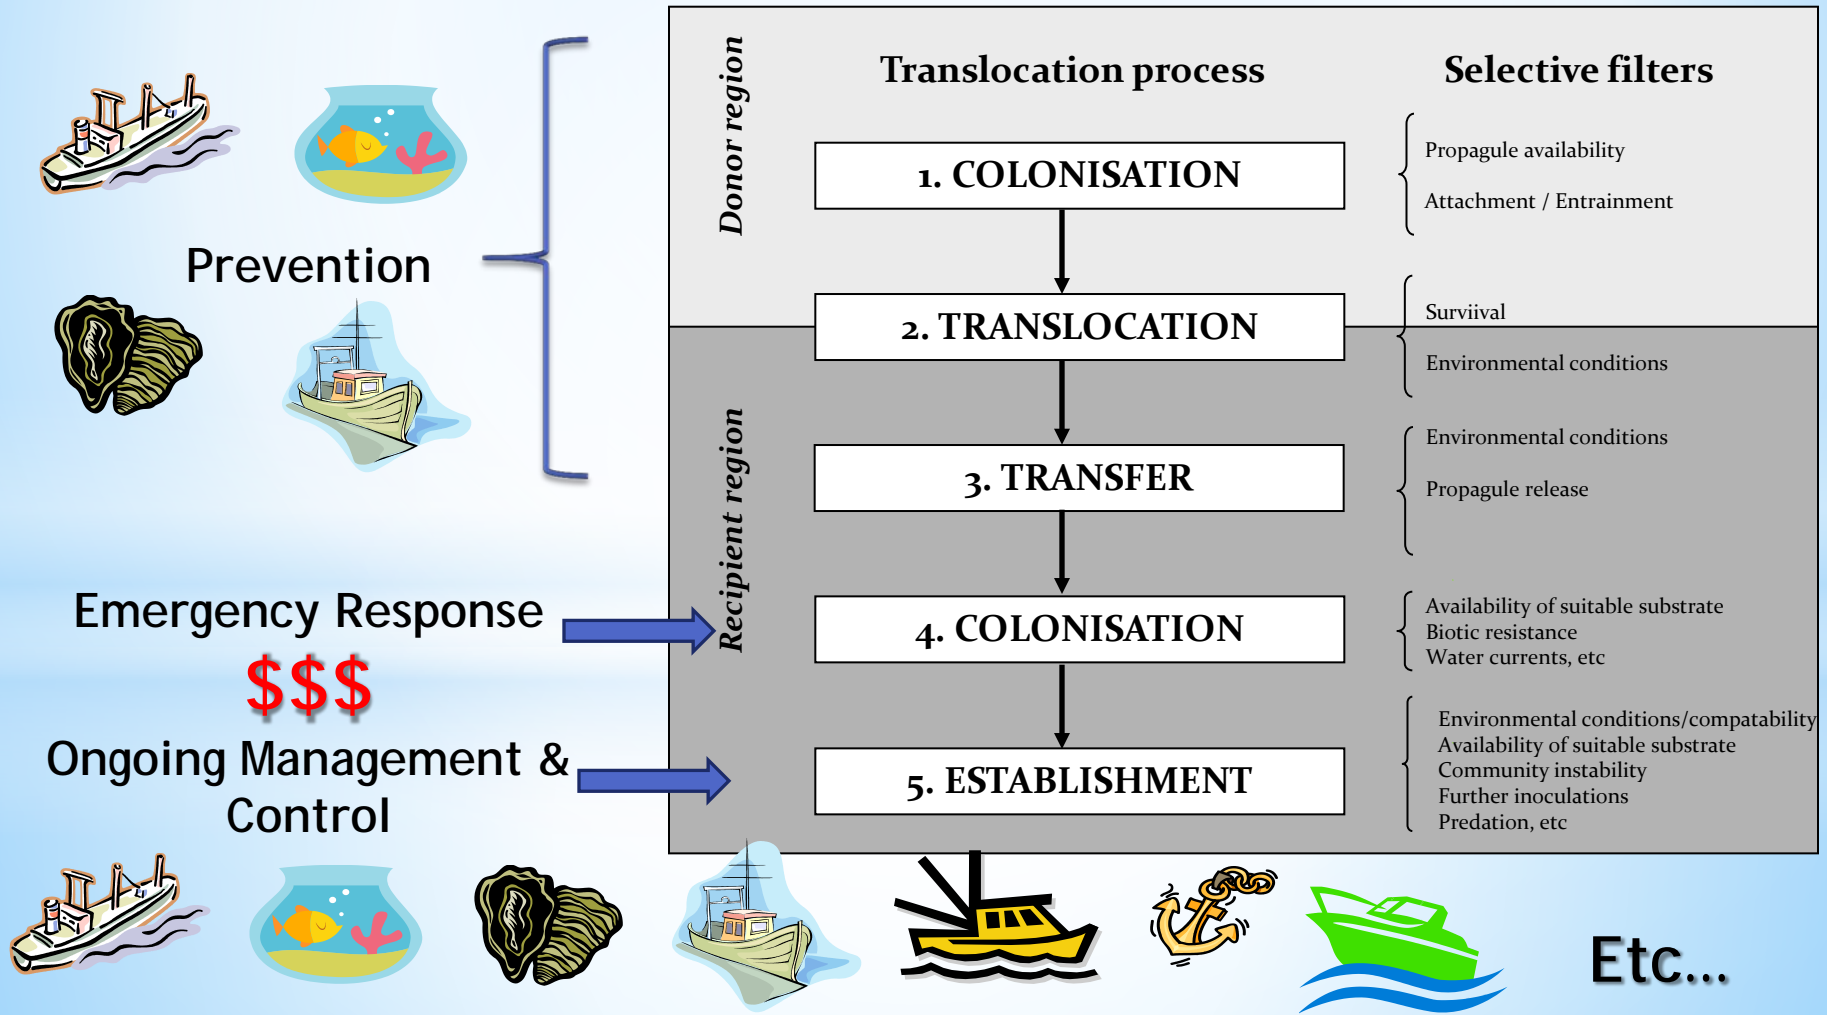 Prevention
Emergency Response
$$$
Ongoing Management &
Control
Donor region
Recipient region
Translocation process
Selective filters
1. COLONISATION
Propagule availability
Attachment / Entrainment
2. TRANSLOCATION
Surviival
Environmental conditions
3. TRANSFER
Environmental conditions
Propagule release
4. COLONISATION
Availability of suitable substrate
Biotic resistance
Water currents, etc
5. ESTABLISHMENT
Environmental conditions/compatability
Availability of suitable substrate
Community instability
Further inoculations
Predation, etc
Etc...